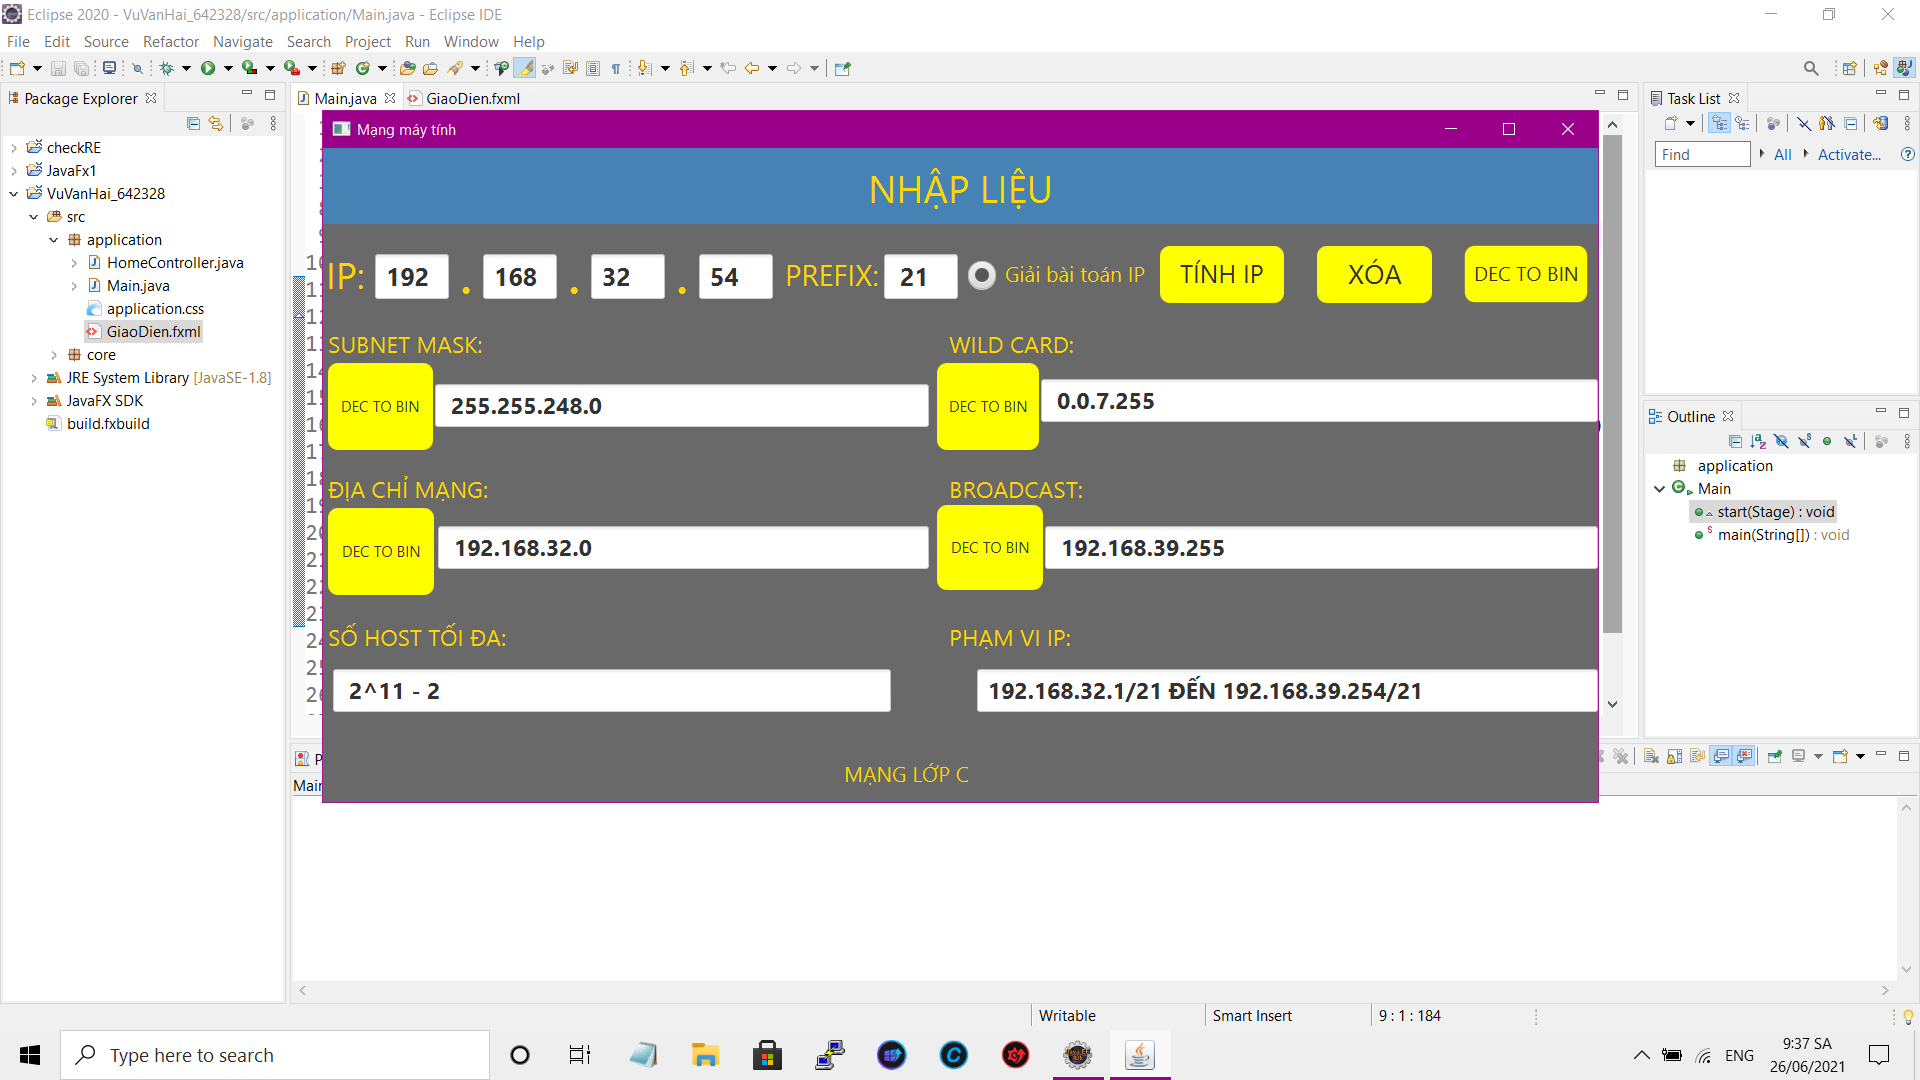 Eclipse 2020 - VuVanHai_642328/src/application/Main.java - Eclipse IDE
File Edit Source Refactor Navigate Search Project Run Window Help
Package Explorer
checkRE
JavaFx1
VuVanHai_642328
src
application
HomeController.java
Main.java
application.css
GiaoDien.fxml
core
JRE System Library [JavaSE-1.8]
JavaFX SDK
build.fxbuild
Main.java GiaoDien.fxml
Mạng máy tính
NHẬP LIỆU
IP: 192 . 168 . 32 . 54 PREFIX: 21 Giải bài toán IP TÍNH IP XÓA DEC TO BIN
SUBNET MASK: WILD CARD:
DEC TO BIN 255.255.248.0 DEC TO BIN 0.0.7.255
ĐỊA CHỈ MẠNG: BROADCAST:
DEC TO BIN 192.168.32.0 DEC TO BIN 192.168.39.255
SỐ HOST TỐI ĐA: PHẠM VI IP:
2^11 - 2 192.168.32.1/21 ĐẾN 192.168.39.254/21
MẠNG LỚP C
Task List
Find All Activate...
Outline
application
Main
start(Stage) : void
main(String[]) : void
Writable Smart Insert 9 : 1 : 184
Type here to search
ENG
9:37 SA
26/06/2021